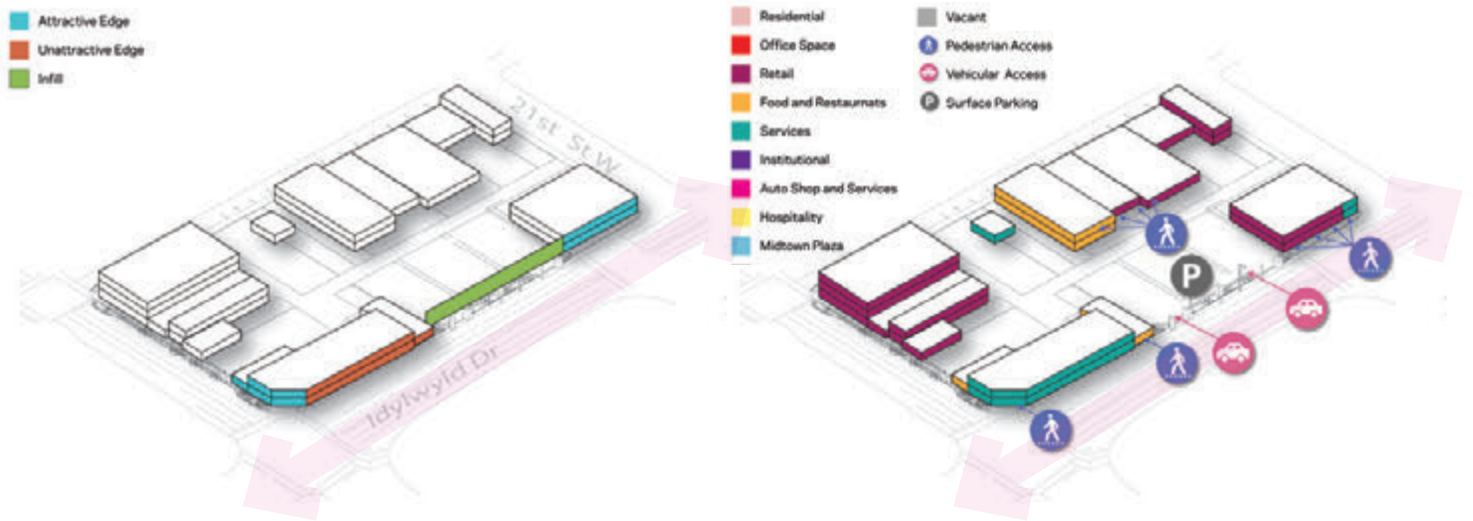 Attractive Edge
Unattractive Edge
Infill
21st St W
Idylwyld Dr
Residential
Office Space
Retail
Food and Restaurnats
Services
Institutional
Auto Shop and Services
Hospitality
Midtown Plaza
Vacant
Pedestrian Access
Vehicular Access
P Surface Parking
P